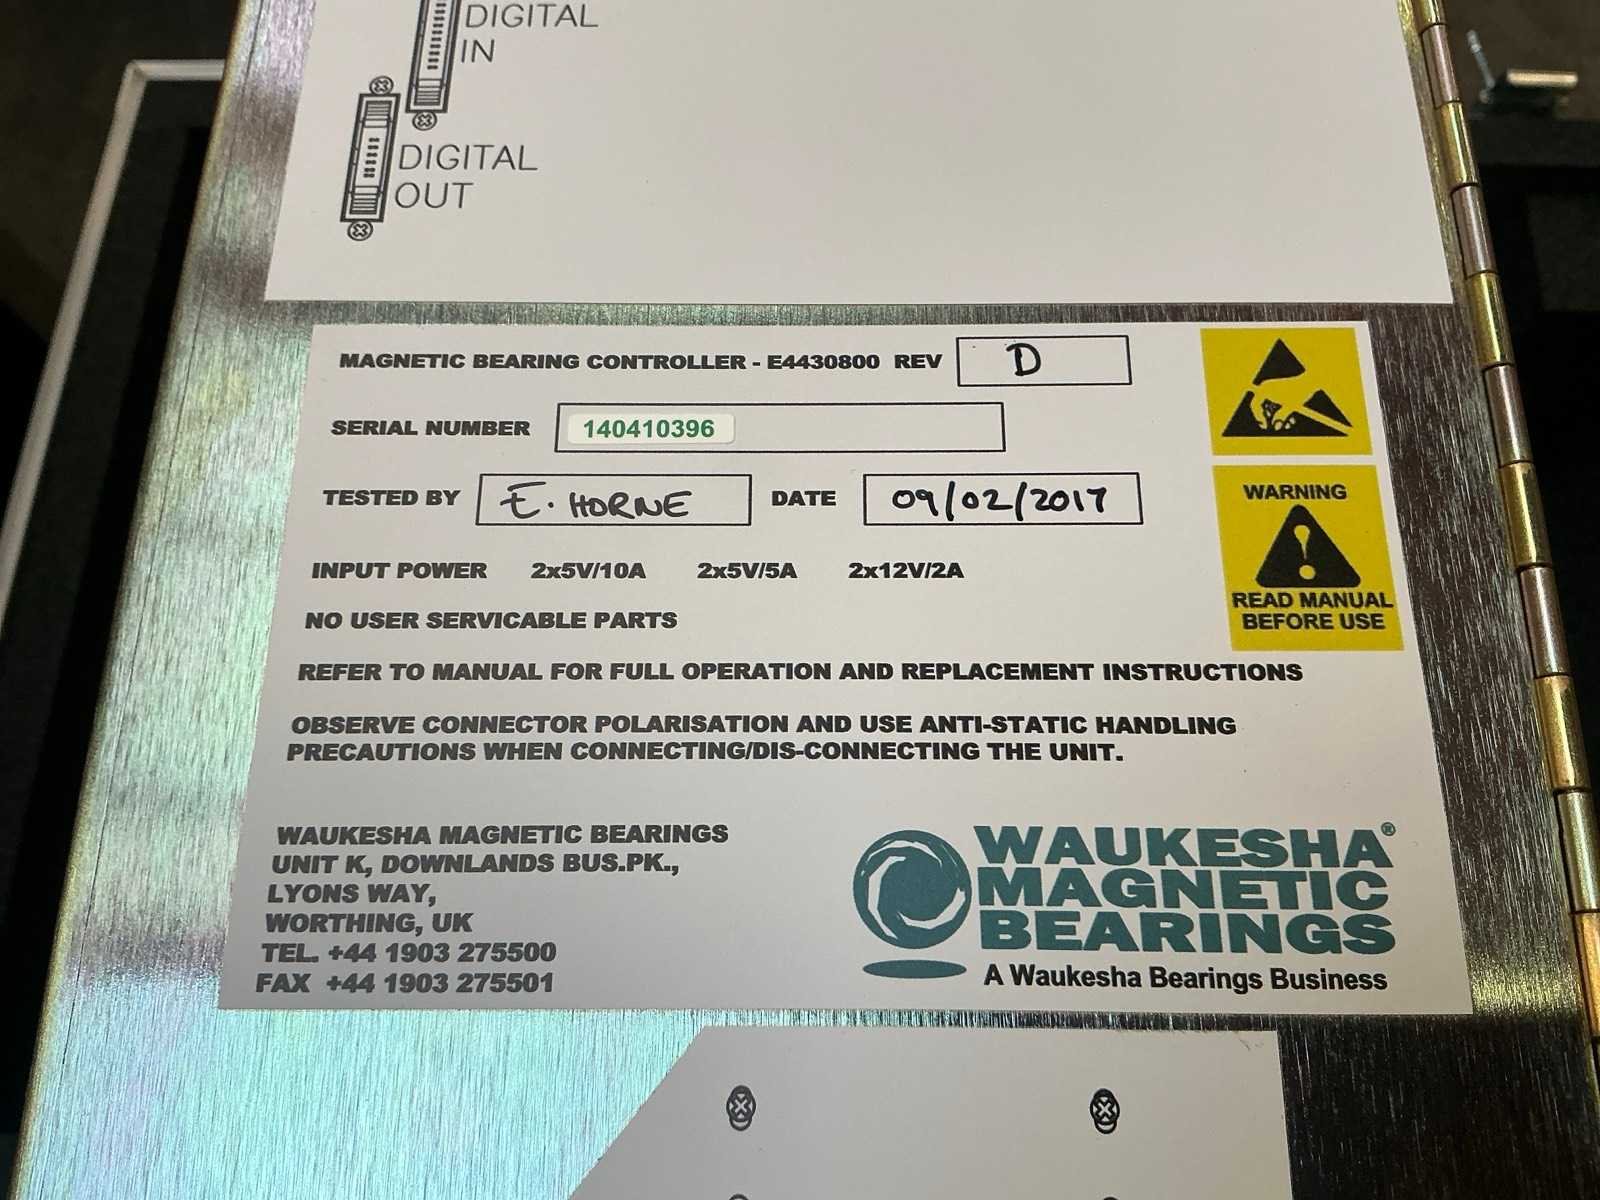 DIGITAL
IN
DIGITAL
OUT
MAGNETIC BEARING CONTROLLER - E4430800 REV D
SERIAL NUMBER 140410396
TESTED BY E. HORNE DATE 09/02/2017
INPUT POWER 2x5V/10A 2x5V/5A 2x12V/2A
NO USER SERVICABLE PARTS
REFER TO MANUAL FOR FULL OPERATION AND REPLACEMENT INSTRUCTIONS
OBSERVE CONNECTOR POLARISATION AND USE ANTI-STATIC HANDLING
PRECAUTIONS WHEN CONNECTING/DIS-CONNECTING THE UNIT.
WARNING
READ MANUAL
BEFORE USE
WAUKESHA MAGNETIC BEARINGS
UNIT K, DOWNLANDS BUS.PK.,
LYONS WAY,
WORTHING, UK
TEL. +44 1903 275500
FAX +44 1903 275501
WAUKESHA®
MAGNETIC
BEARINGS
A Waukesha Bearings Business